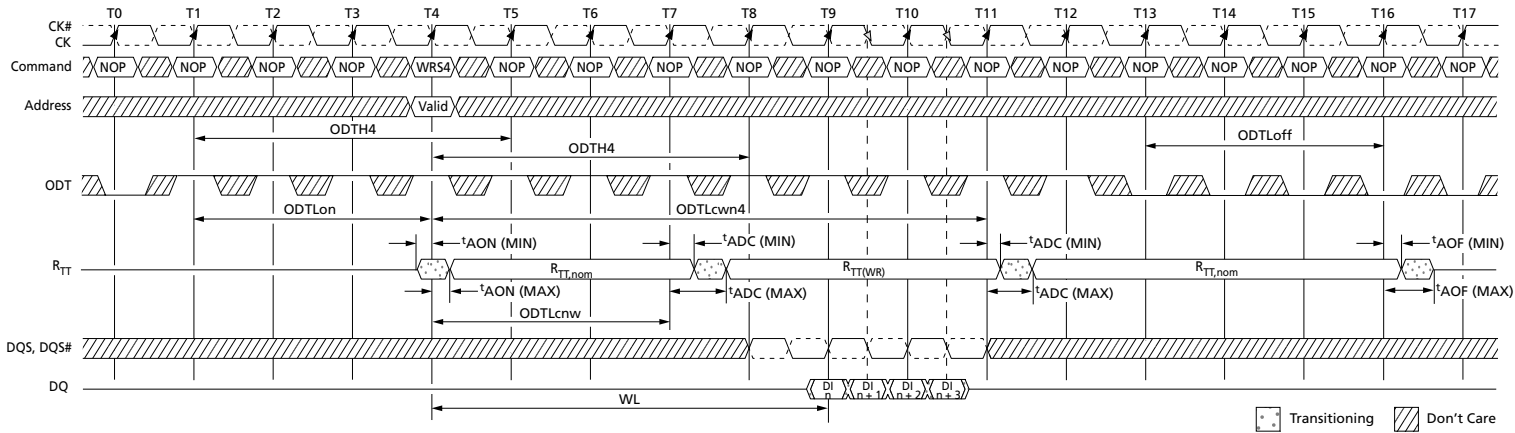 T0 T1 T2 T3 T4 T5 T6 T7 T8 T9 T10 T11 T12 T13 T14 T15 T16 T17
CK#
CK
Command NOP NOP NOP NOP WRS4 NOP NOP NOP NOP NOP NOP NOP NOP NOP NOP NOP NOP NOP
Address Valid
ODTH4 ODTLoff
ODTH4
ODT
ODTLon ODTLcwn4
tAON (MIN) tADC (MIN) tADC (MIN) tAOF (MIN)
RTT RTT,nom RTT(WR) RTT,nom
tAON (MAX) tADC (MAX) tADC (MAX) tAOF (MAX)
ODTLcnw
DQS, DQS#
DQ DI n DI n + 1 DI n + 2 DI n + 3
WL
Transitioning Don't Care